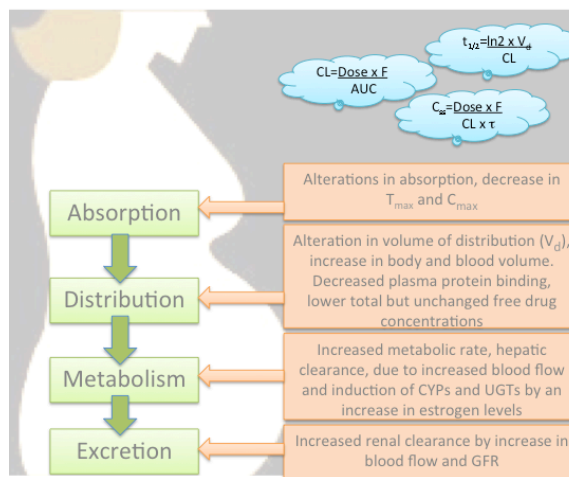 t1/2=ln2 x Vd
CL
CL=Dose x F
AUC
Css=Dose x F
CL x τ
Absorption
Alterations in absorption, decrease in
Tmax and Cmax
Distribution
Alteration in volume of distribution (Vd),
increase in body and blood volume.
Decreased plasma protein binding,
lower total but unchanged free drug
concentrations
Metabolism
Increased metabolic rate, hepatic
clearance, due to increased blood flow
and induction of CYPs and UGTs by an
increase in estrogen levels
Excretion
Increased renal clearance by increase in
blood flow and GFR